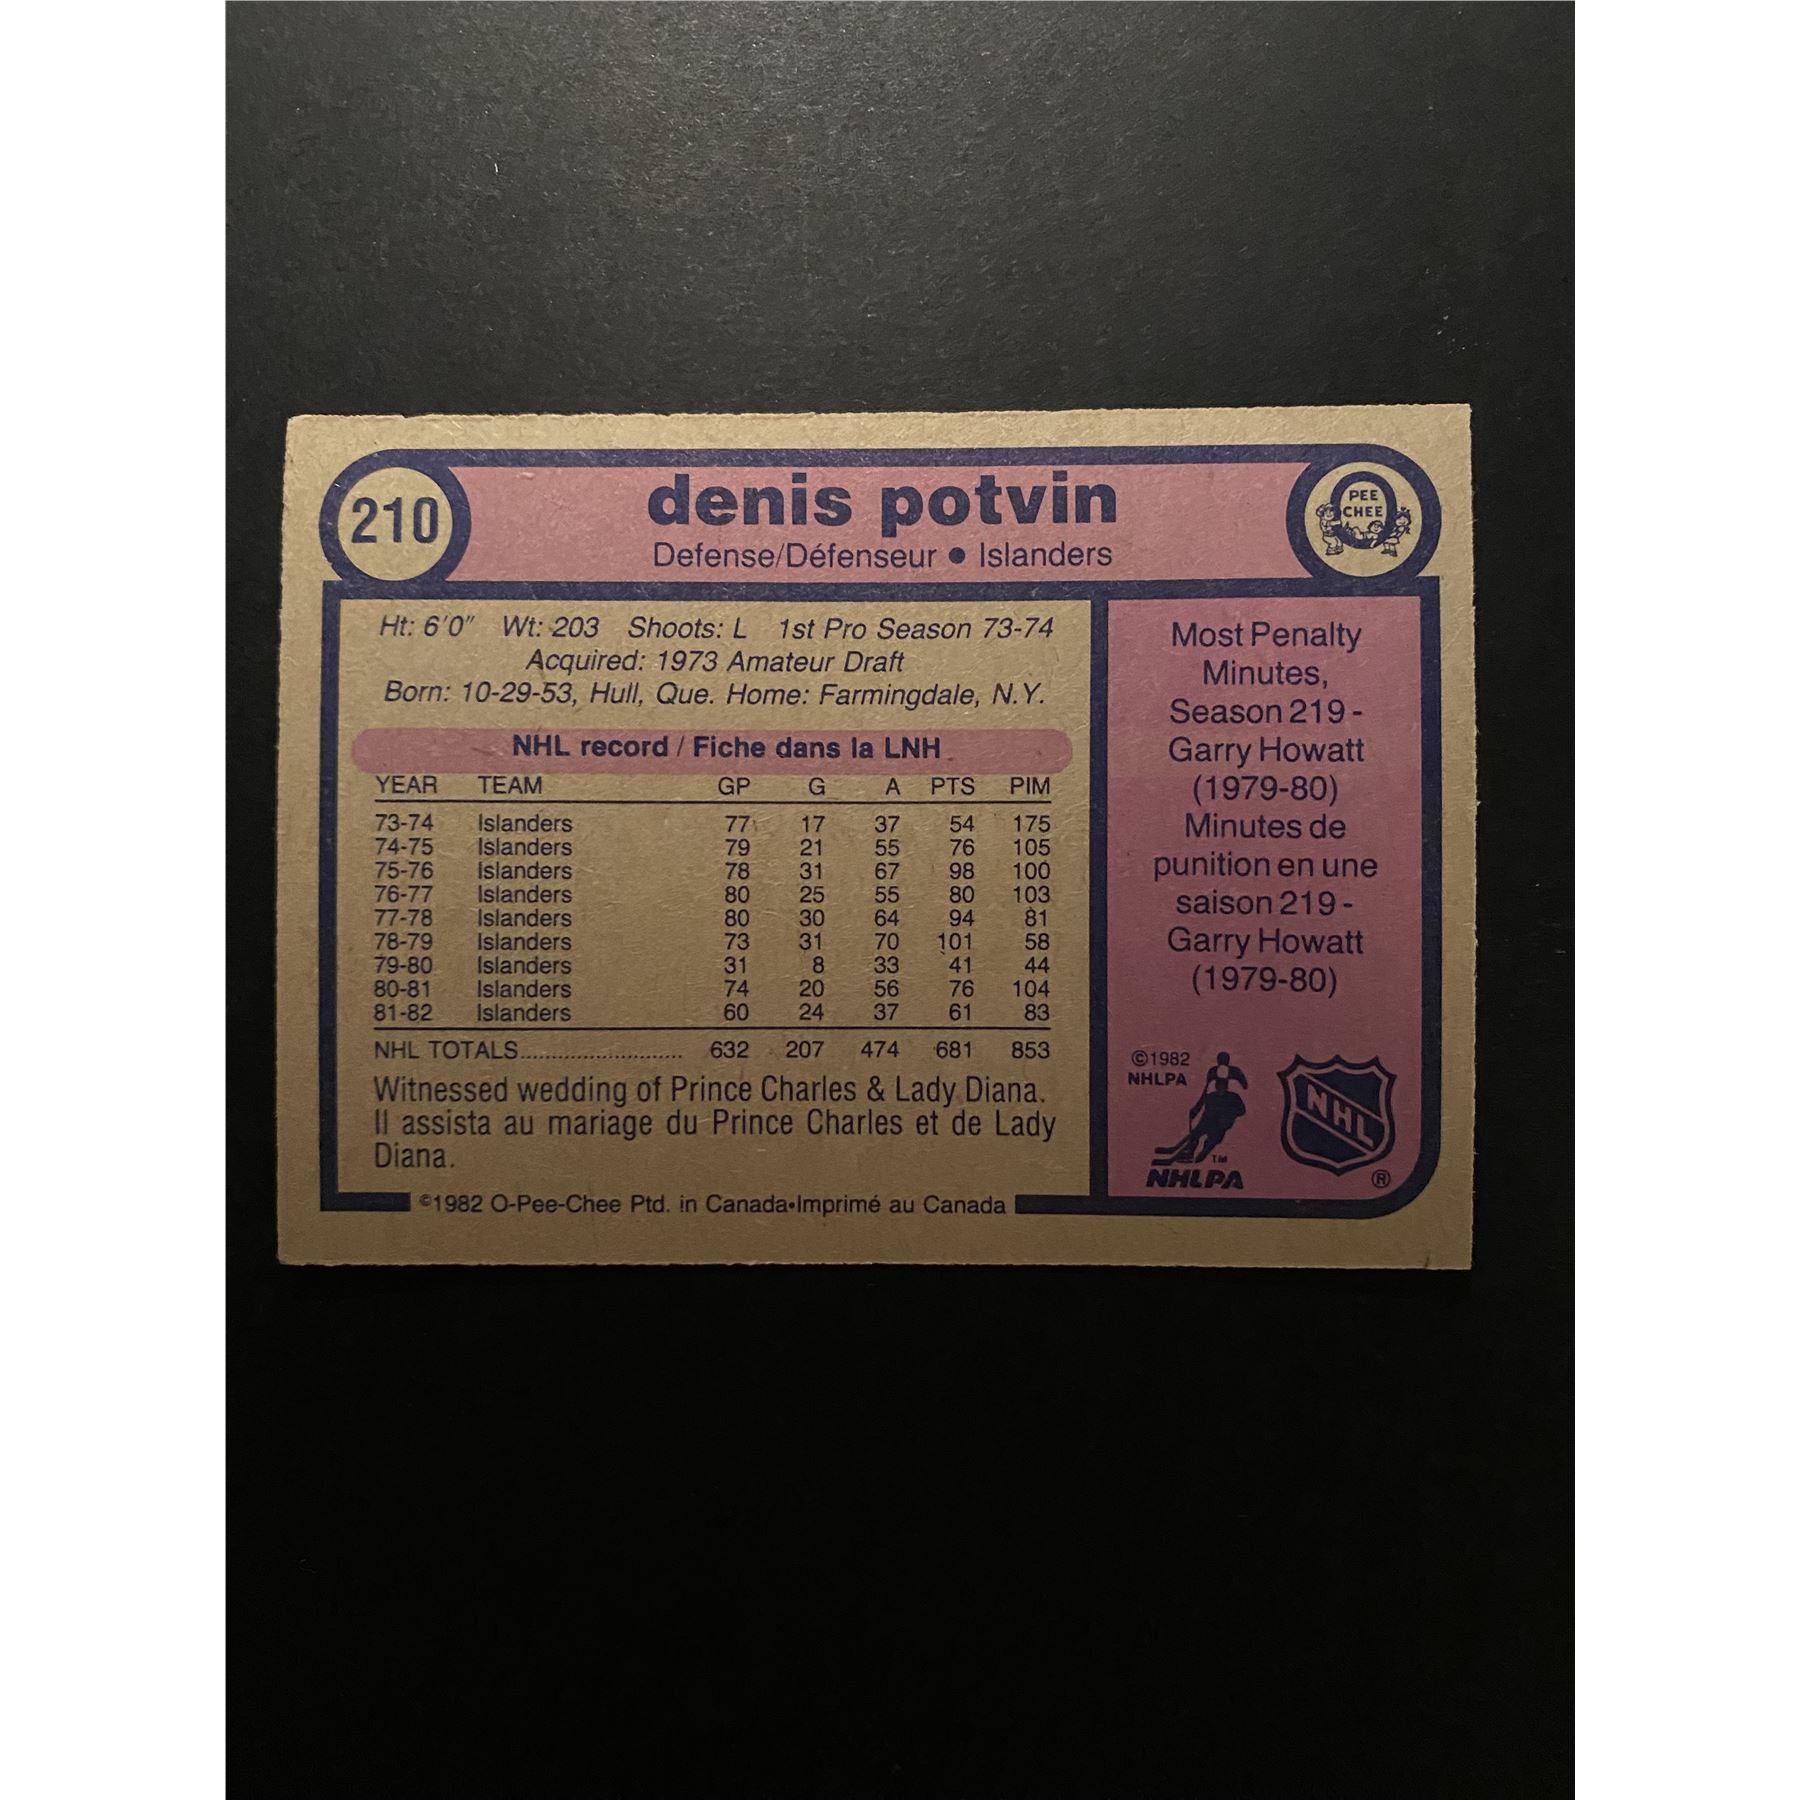 210
denis potvin
Defense/Défenseur • Islanders
PEE
CHEE
Ht: 6'0" Wt: 203 Shoots: L 1st Pro Season 73-74
Acquired: 1973 Amateur Draft
Born: 10-29-53, Hull, Que. Home: Farmingdale, N.Y.
NHL record / Fiche dans la LNH
YEAR TEAM GP G A PTS PIM
73-74 Islanders 77 17 37 54 175
74-75 Islanders 79 21 55 76 105
75-76 Islanders 78 31 67 98 100
76-77 Islanders 80 25 55 80 103
77-78 Islanders 80 30 64 94 81
78-79 Islanders 73 31 70 101 58
79-80 Islanders 31 8 33 41 44
80-81 Islanders 74 20 56 76 104
81-82 Islanders 60 24 37 61 83
NHL TOTALS.......................... 632 207 474 681 853
Witnessed wedding of Prince Charles & Lady Diana.
Il assista au mariage du Prince Charles et de Lady
Diana.
©1982 O-Pee-Chee Ptd. in Canada•Imprimé au Canada
Most Penalty
Minutes,
Season 219 -
Garry Howatt
(1979-80)
Minutes de
punition en une
saison 219 -
Garry Howatt
(1979-80)
©1982
NHLPA
TM
NHLPA
NHL
®